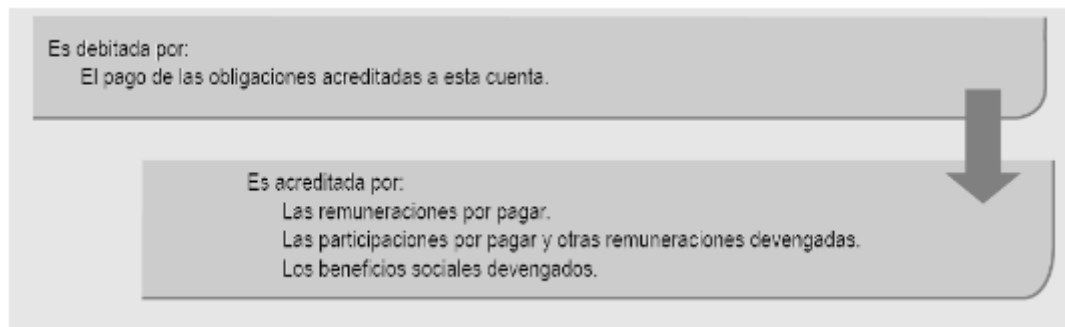 Es debitada por:
El pago de las obligaciones acreditadas a esta cuenta.
Es acreditada por:
Las remuneraciones por pagar.
Las participaciones por pagar y otras remuneraciones devengadas.
Los beneficios sociales devengados.